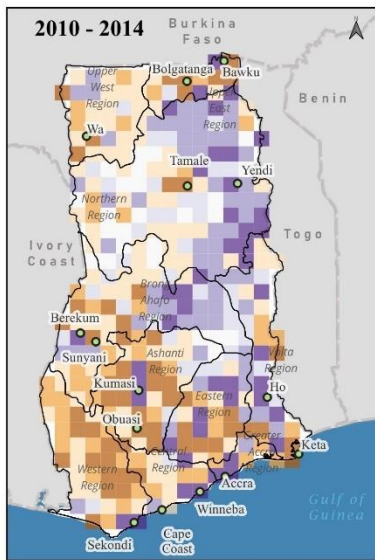 2010 - 2014
Burkina
Faso
Bolgatanga
Bawku
Upper
West
Region
Upper
East
Region
Benin
Wa
Tamale
Yendi
Northern
Region
Togo
Ivory
Coast
Brong
Ahafo
Region
Berekum
Sunyani
Ashanti
Region
Volta
Region
Kumasi
Eastern
Region
Ho
Obuasi
Greater
Accra
Region
Keta
Central
Region
Western
Region
Accra
Gulf of
Guinea
Winneba
Sekondi
Cape
Coast